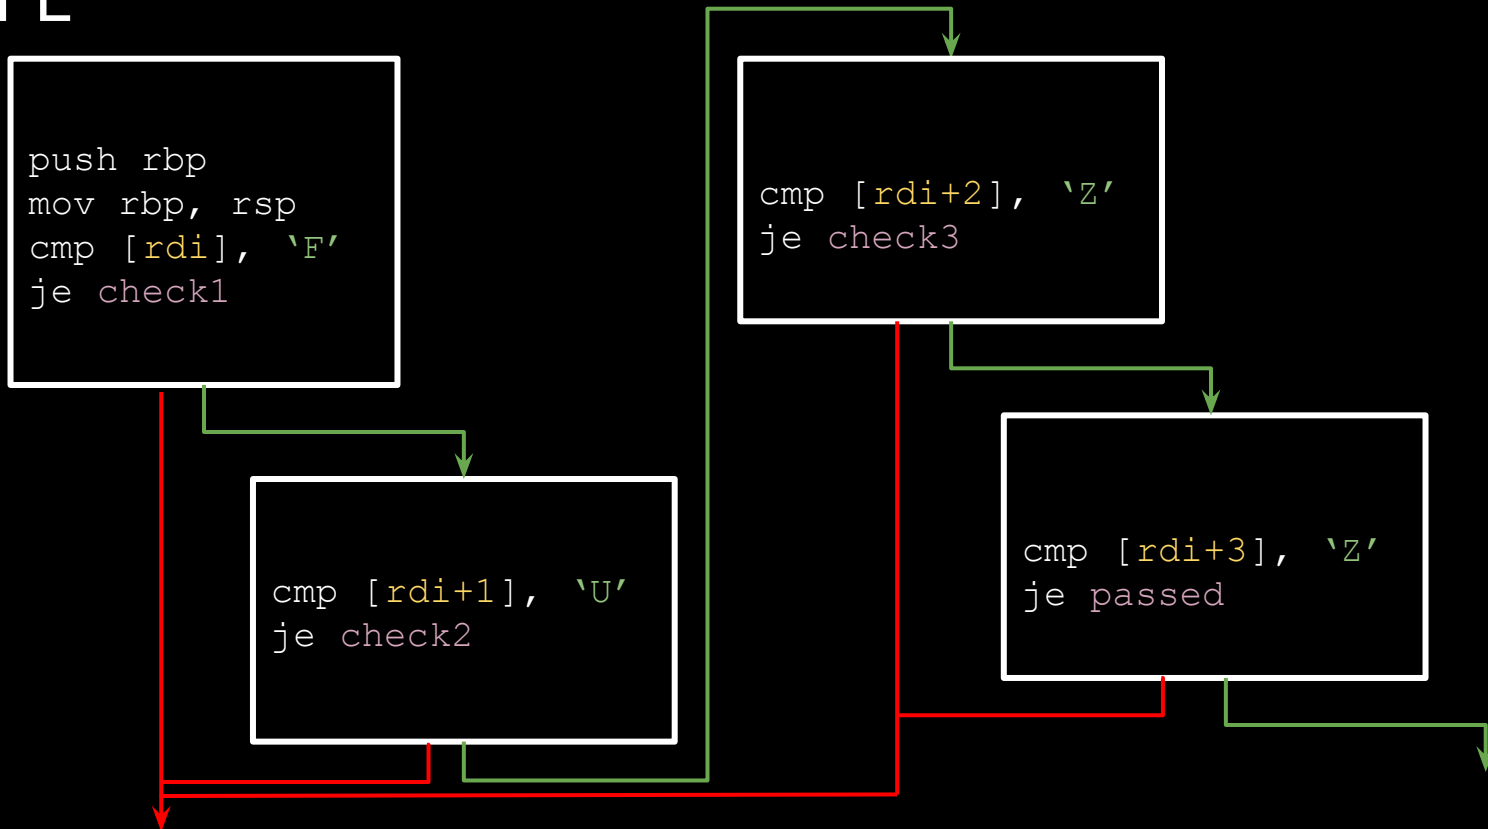 push rbp
mov rbp, rsp
cmp [rdi], ‘F’
je check1
cmp [rdi+1], ‘U’
je check2
cmp [rdi+2], ‘Z’
je check3
cmp [rdi+3], ‘Z’
je passed